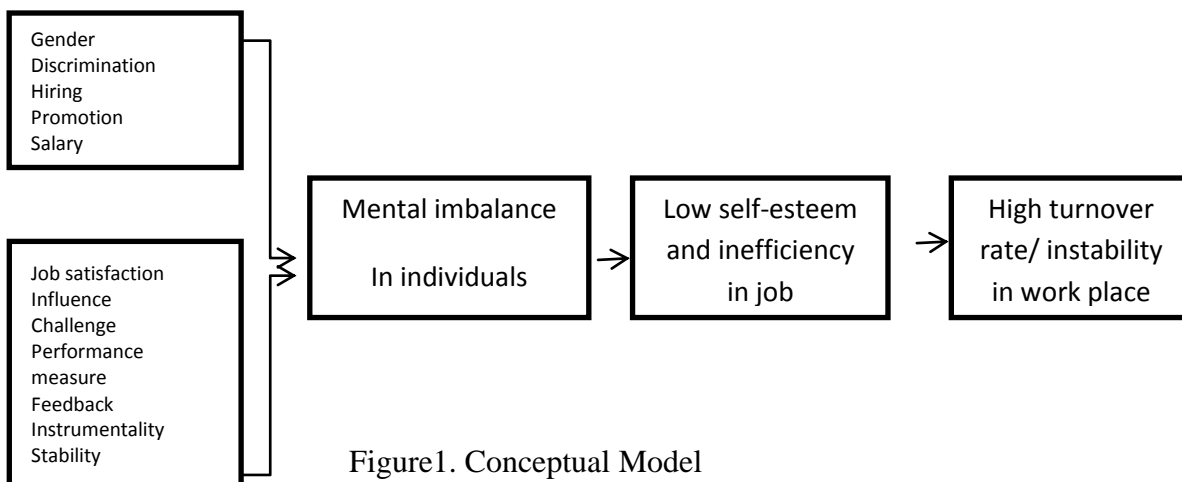 Gender
Discrimination
Hiring
Promotion
Salary
Job satisfaction
Influence
Challenge
Performance
measure
Feedback
Instrumentality
Stability
Mental imbalance
In individuals
Low self-esteem
and inefficiency
in job
High turnover
rate/ instability
in work place
Figure1. Conceptual Model